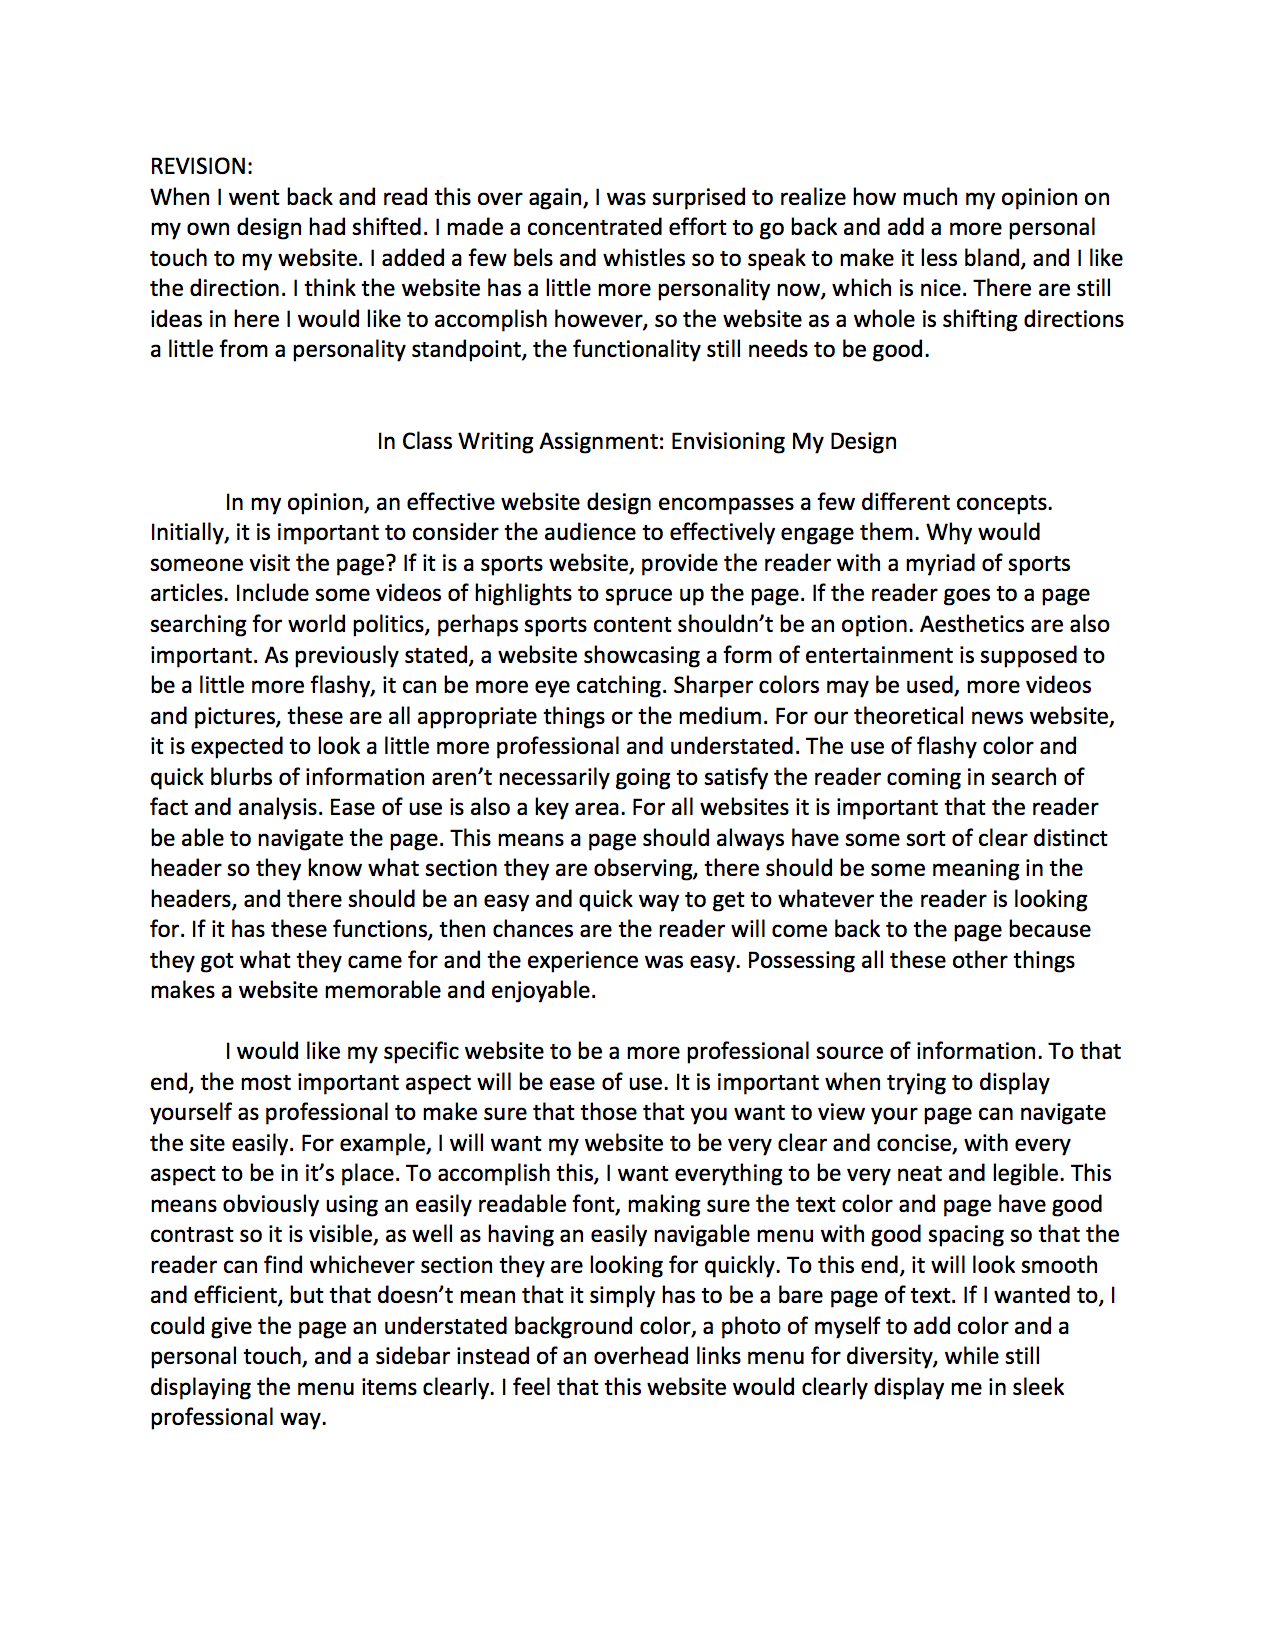 REVISION:
When I went back and read this over again, I was surprised to realize how much my opinion on
my own design had shifted. I made a concentrated effort to go back and add a more personal
touch to my website. I added a few bels and whistles so to speak to make it less bland, and I like
the direction. I think the website has a little more personality now, which is nice. There are still
ideas in here I would like to accomplish however, so the website as a whole is shifting directions
a little from a personality standpoint, the functionality still needs to be good.
In Class Writing Assignment: Envisioning My Design
In my opinion, an effective website design encompasses a few different concepts.
Initially, it is important to consider the audience to effectively engage them. Why would
someone visit the page? If it is a sports website, provide the reader with a myriad of sports
articles. Include some videos of highlights to spruce up the page. If the reader goes to a page
searching for world politics, perhaps sports content shouldn’t be an option. Aesthetics are also
important. As previously stated, a website showcasing a form of entertainment is supposed to
be a little more flashy, it can be more eye catching. Sharper colors may be used, more videos
and pictures, these are all appropriate things or the medium. For our theoretical news website,
it is expected to look a little more professional and understated. The use of flashy color and
quick blurbs of information aren’t necessarily going to satisfy the reader coming in search of
fact and analysis. Ease of use is also a key area. For all websites it is important that the reader
be able to navigate the page. This means a page should always have some sort of clear distinct
header so they know what section they are observing, there should be some meaning in the
headers, and there should be an easy and quick way to get to whatever the reader is looking
for. If it has these functions, then chances are the reader will come back to the page because
they got what they came for and the experience was easy. Possessing all these other things
makes a website memorable and enjoyable.
I would like my specific website to be a more professional source of information. To that
end, the most important aspect will be ease of use. It is important when trying to display
yourself as professional to make sure that those that you want to view your page can navigate
the site easily. For example, I will want my website to be very clear and concise, with every
aspect to be in it’s place. To accomplish this, I want everything to be very neat and legible. This
means obviously using an easily readable font, making sure the text color and page have good
contrast so it is visible, as well as having an easily navigable menu with good spacing so that the
reader can find whichever section they are looking for quickly. To this end, it will look smooth
and efficient, but that doesn’t mean that it simply has to be a bare page of text. If I wanted to, I
could give the page an understated background color, a photo of myself to add color and a
personal touch, and a sidebar instead of an overhead links menu for diversity, while still
displaying the menu items clearly. I feel that this website would clearly display me in sleek
professional way.